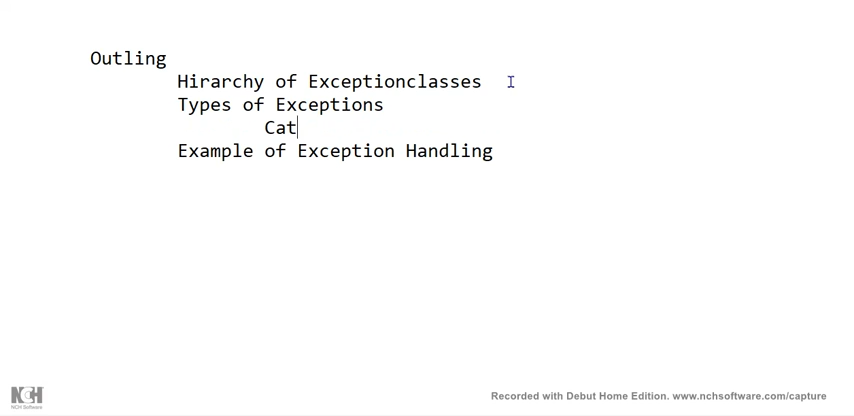 Outling
Hirarchy of Exceptionclasses
Types of Exceptions
Cat
Example of Exception Handling
NCH
NCH Software
Recorded with Debut Home Edition. www.nchsoftware.com/capture